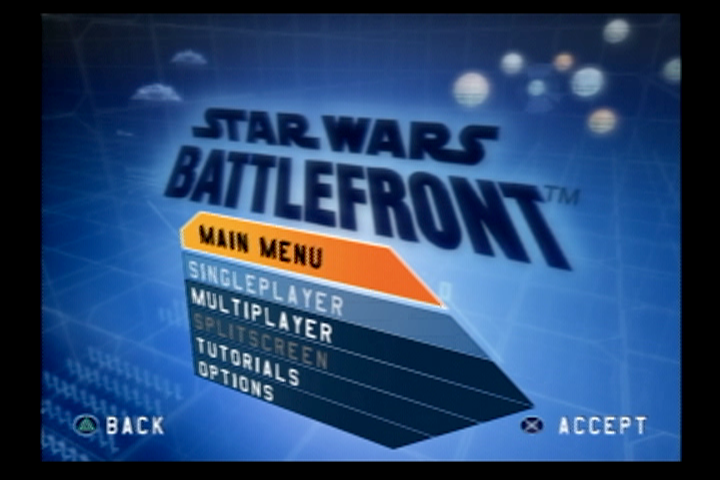 STAR WARS
BATTLEFRONT™
MAIN MENU
SINGLEPLAYER
MULTIPLAYER
SPLITSCREEN
TUTORIALS
OPTIONS
BACK
ACCEPT